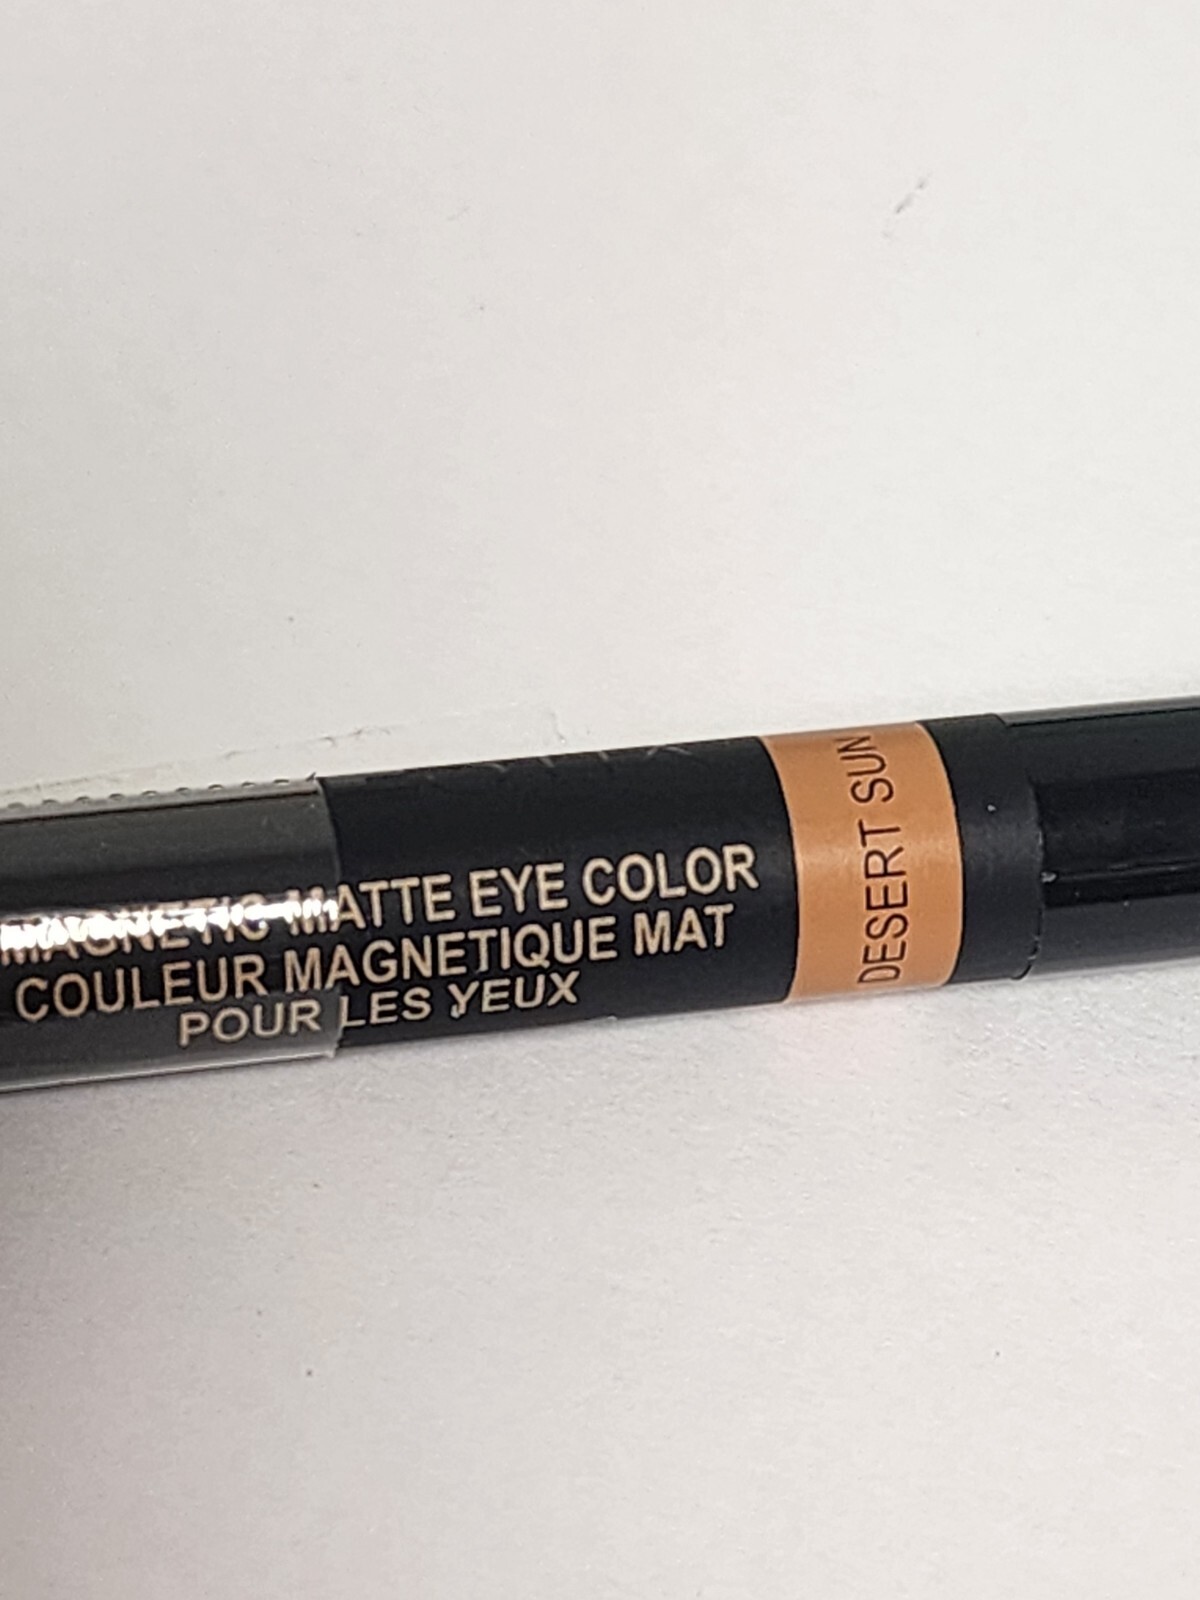 MAGNETIC MATTE EYE COLOR
COULEUR MAGNETIQUE MAT
POUR LES YEUX
DESERT SUN